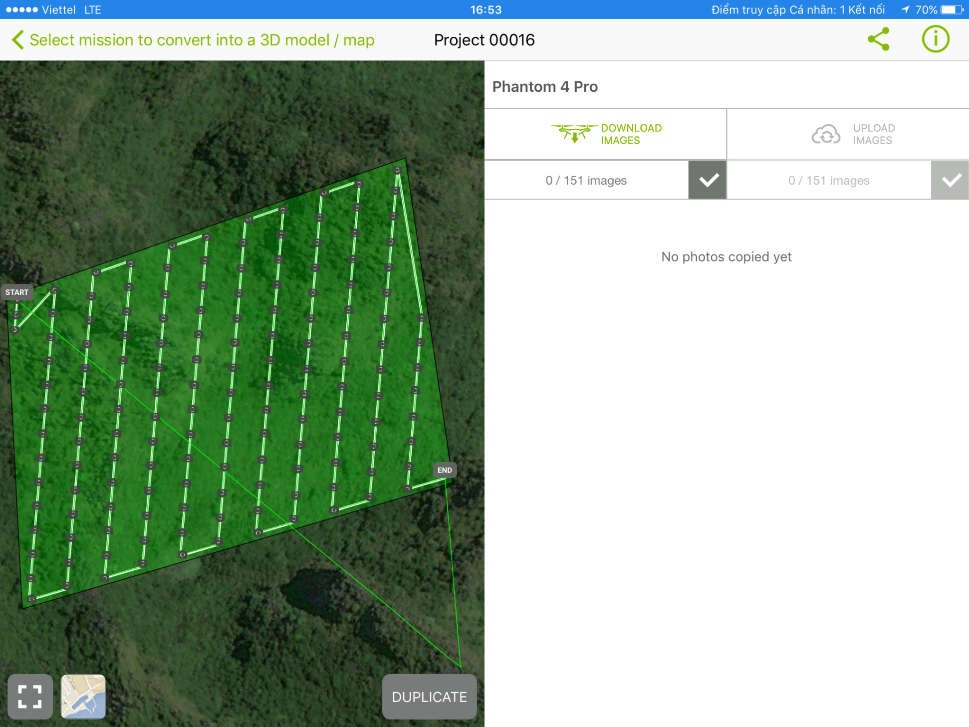 Viettel LTE 16:53 Điểm truy cập Cá nhân: 1 Kết nối 70%
Select mission to convert into a 3D model / map Project 00016
Phantom 4 Pro
DOWNLOAD
IMAGES
UPLOAD
IMAGES
0 / 151 images
0 / 151 images
No photos copied yet
START
END
DUPLICATE